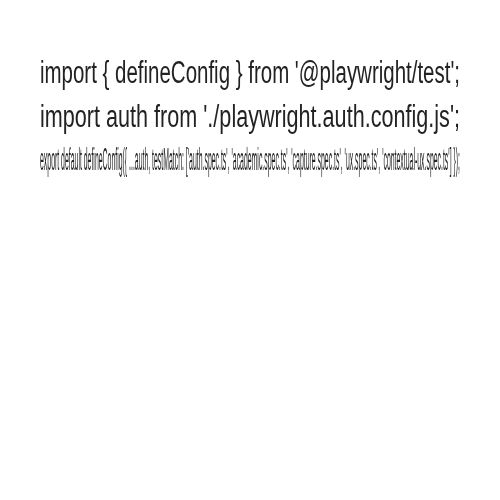 import { defineConfig } from '@playwright/test';
import auth from './playwright.auth.config.js';
export default defineConfig({ ...auth, testMatch: ['auth.spec.ts', 'academic.spec.ts', 'capture.spec.ts', 'ux.spec.ts', 'contextual-ux.spec.ts'] });